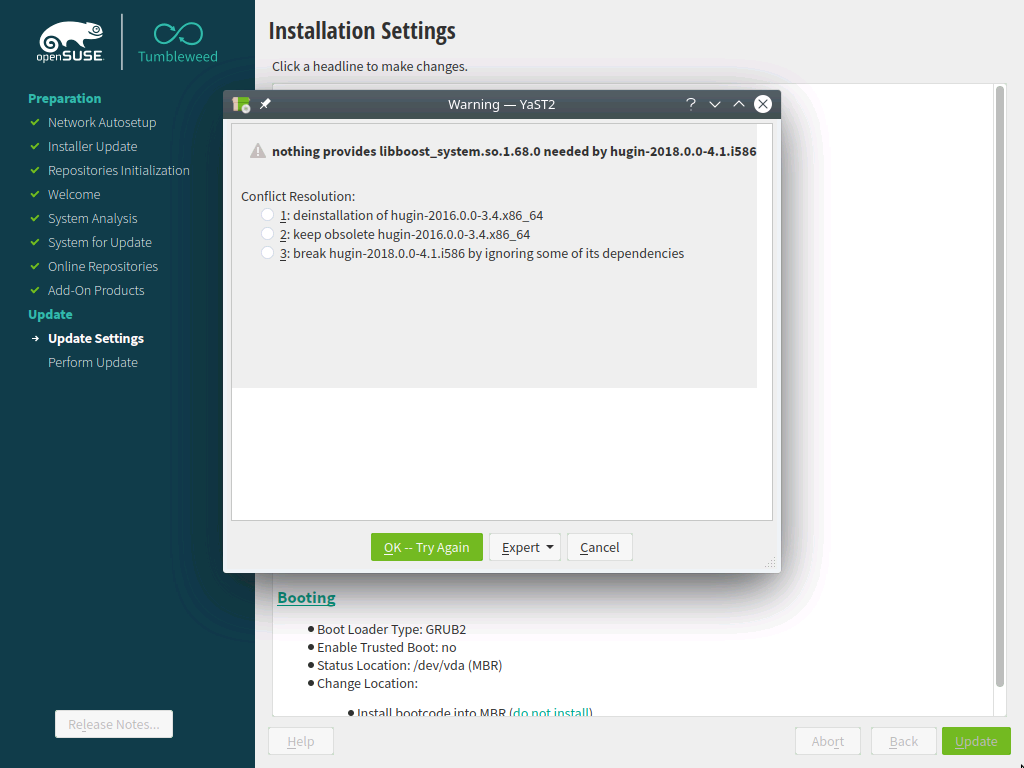 openSUSE
Tumbleweed
Preparation
Network Autosetup
Installer Update
Repositories Initialization
Welcome
System Analysis
System for Update
Online Repositories
Add-On Products
Update
Update Settings
Perform Update
Release Notes...
Installation Settings
Click a headline to make changes.
Warning — YaST2
nothing provides libboost_system.so.1.68.0 needed by hugin-2018.0.0-4.1.i586
Conflict Resolution:
1: deinstallation of hugin-2016.0.0-3.4.x86_64
2: keep obsolete hugin-2016.0.0-3.4.x86_64
3: break hugin-2018.0.0-4.1.i586 by ignoring some of its dependencies
OK -- Try Again Expert Cancel
Booting
Boot Loader Type: GRUB2
Enable Trusted Boot: no
Status Location: /dev/vda (MBR)
Change Location:
Install bootcode into MBR (do not install)
Help Abort Back Update